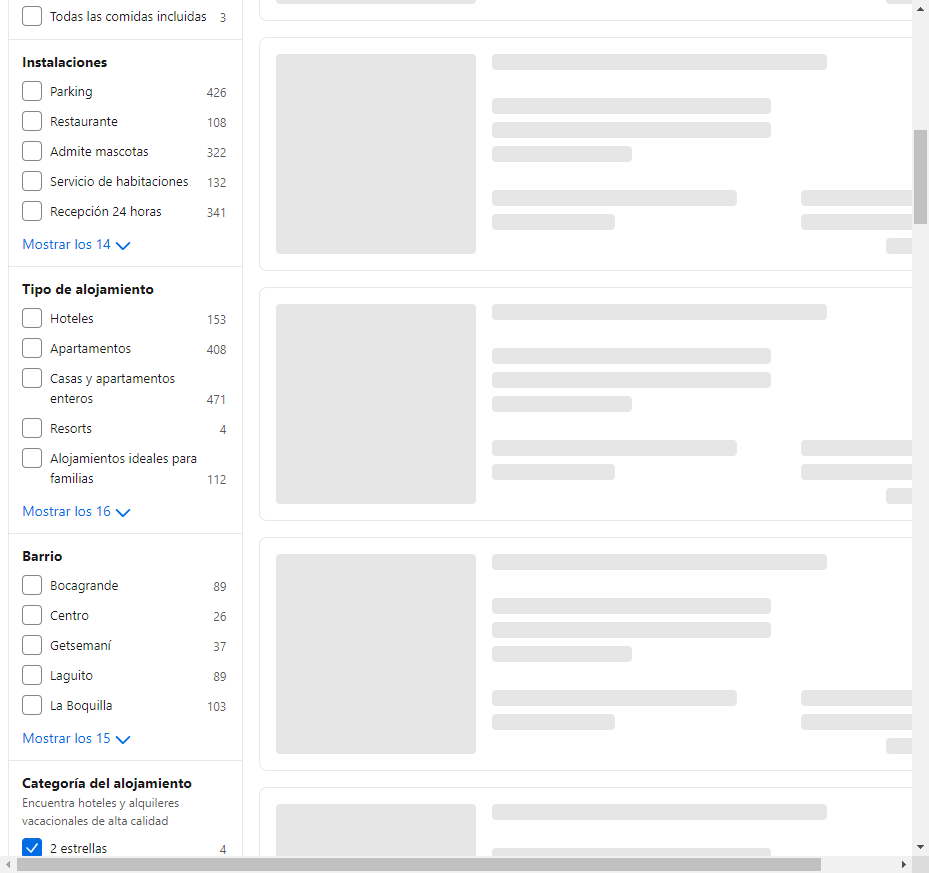 Todas las comidas incluidas 3
Instalaciones
Parking 426
Restaurante 108
Admite mascotas 322
Servicio de habitaciones 132
Recepción 24 horas 341
Mostrar los 14
Tipo de alojamiento
Hoteles 153
Apartamentos 408
Casas y apartamentos
enteros 471
Resorts 4
Alojamientos ideales para
familias 112
Mostrar los 16
Barrio
Bocagrande 89
Centro 26
Getsemaní 37
Laguito 89
La Boquilla 103
Mostrar los 15
Categoría del alojamiento
Encuentra hoteles y alquileres
vacacionales de alta calidad
2 estrellas 4